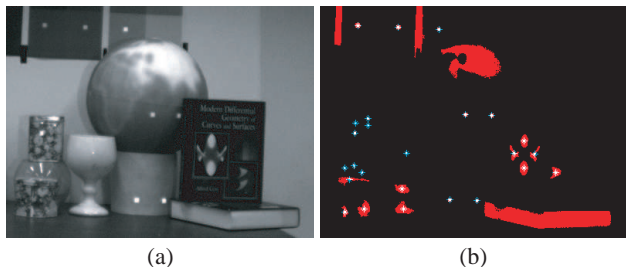 Modern Differential
Geometry of
Curves and Surfaces
(a)
(b)